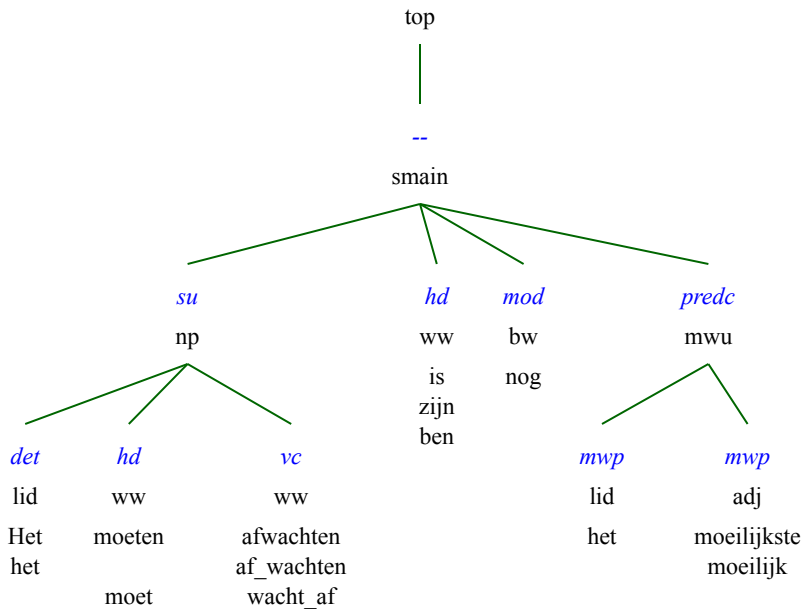 top
--
smain
su hd mod predc
np ww bw mwu
is nog
zijn
ben
det hd vc mwp mwp
lid ww ww lid adj
Het moeten afwachten het moeilijkste
het af_wachten moeilijk
moet wacht_af